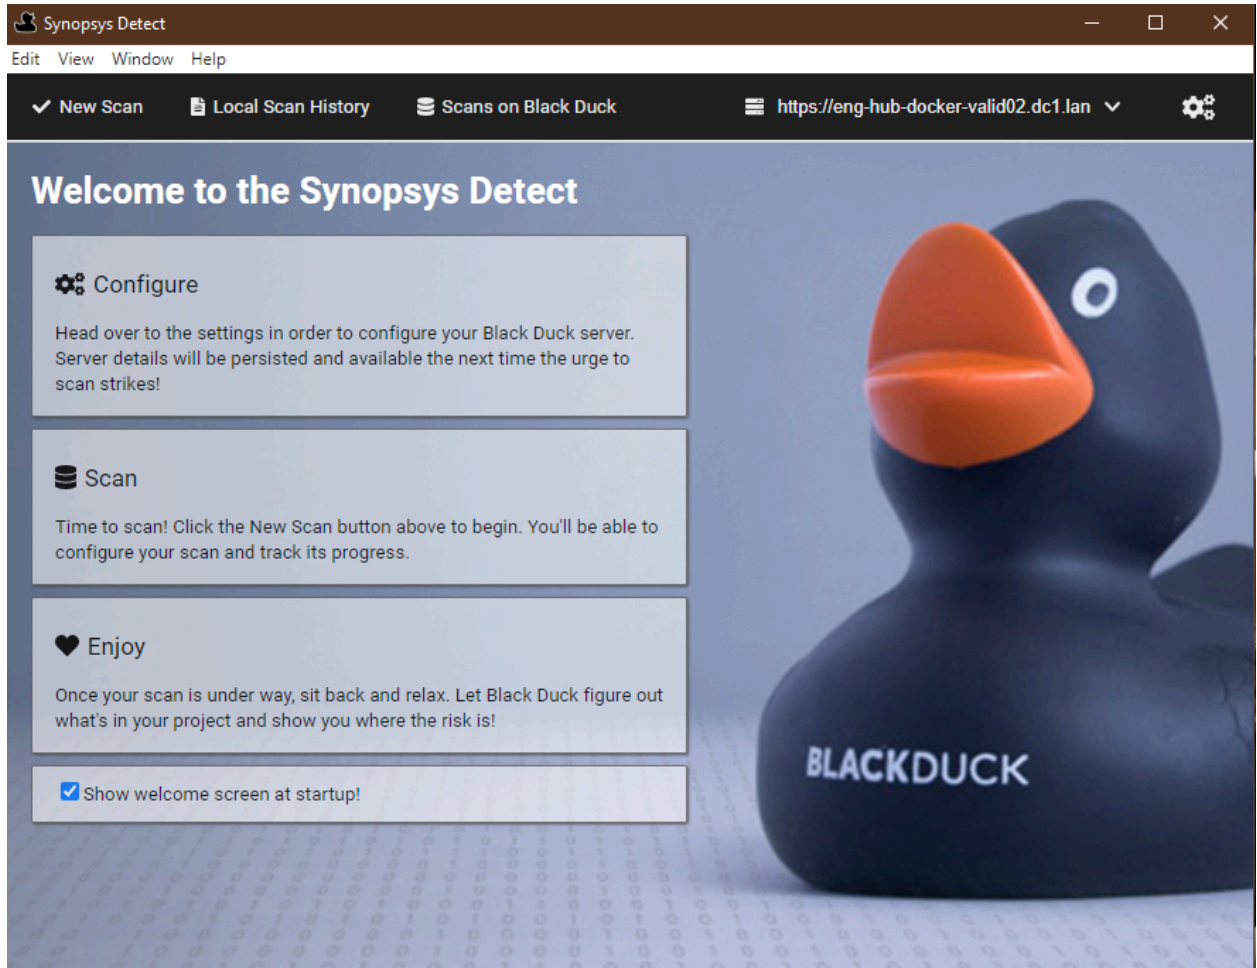 Synopsys Detect
Edit View Window Help
New Scan Local Scan History Scans on Black Duck https://eng-hub-docker-valid02.dc1.lan
Welcome to the Synopsys Detect
Configure
Head over to the settings in order to configure your Black Duck server.
Server details will be persisted and available the next time the urge to
scan strikes!
Scan
Time to scan! Click the New Scan button above to begin. You'll be able to
configure your scan and track its progress.
Enjoy
Once your scan is under way, sit back and relax. Let Black Duck figure out
what's in your project and show you where the risk is!
Show welcome screen at startup!
BLACKDUCK